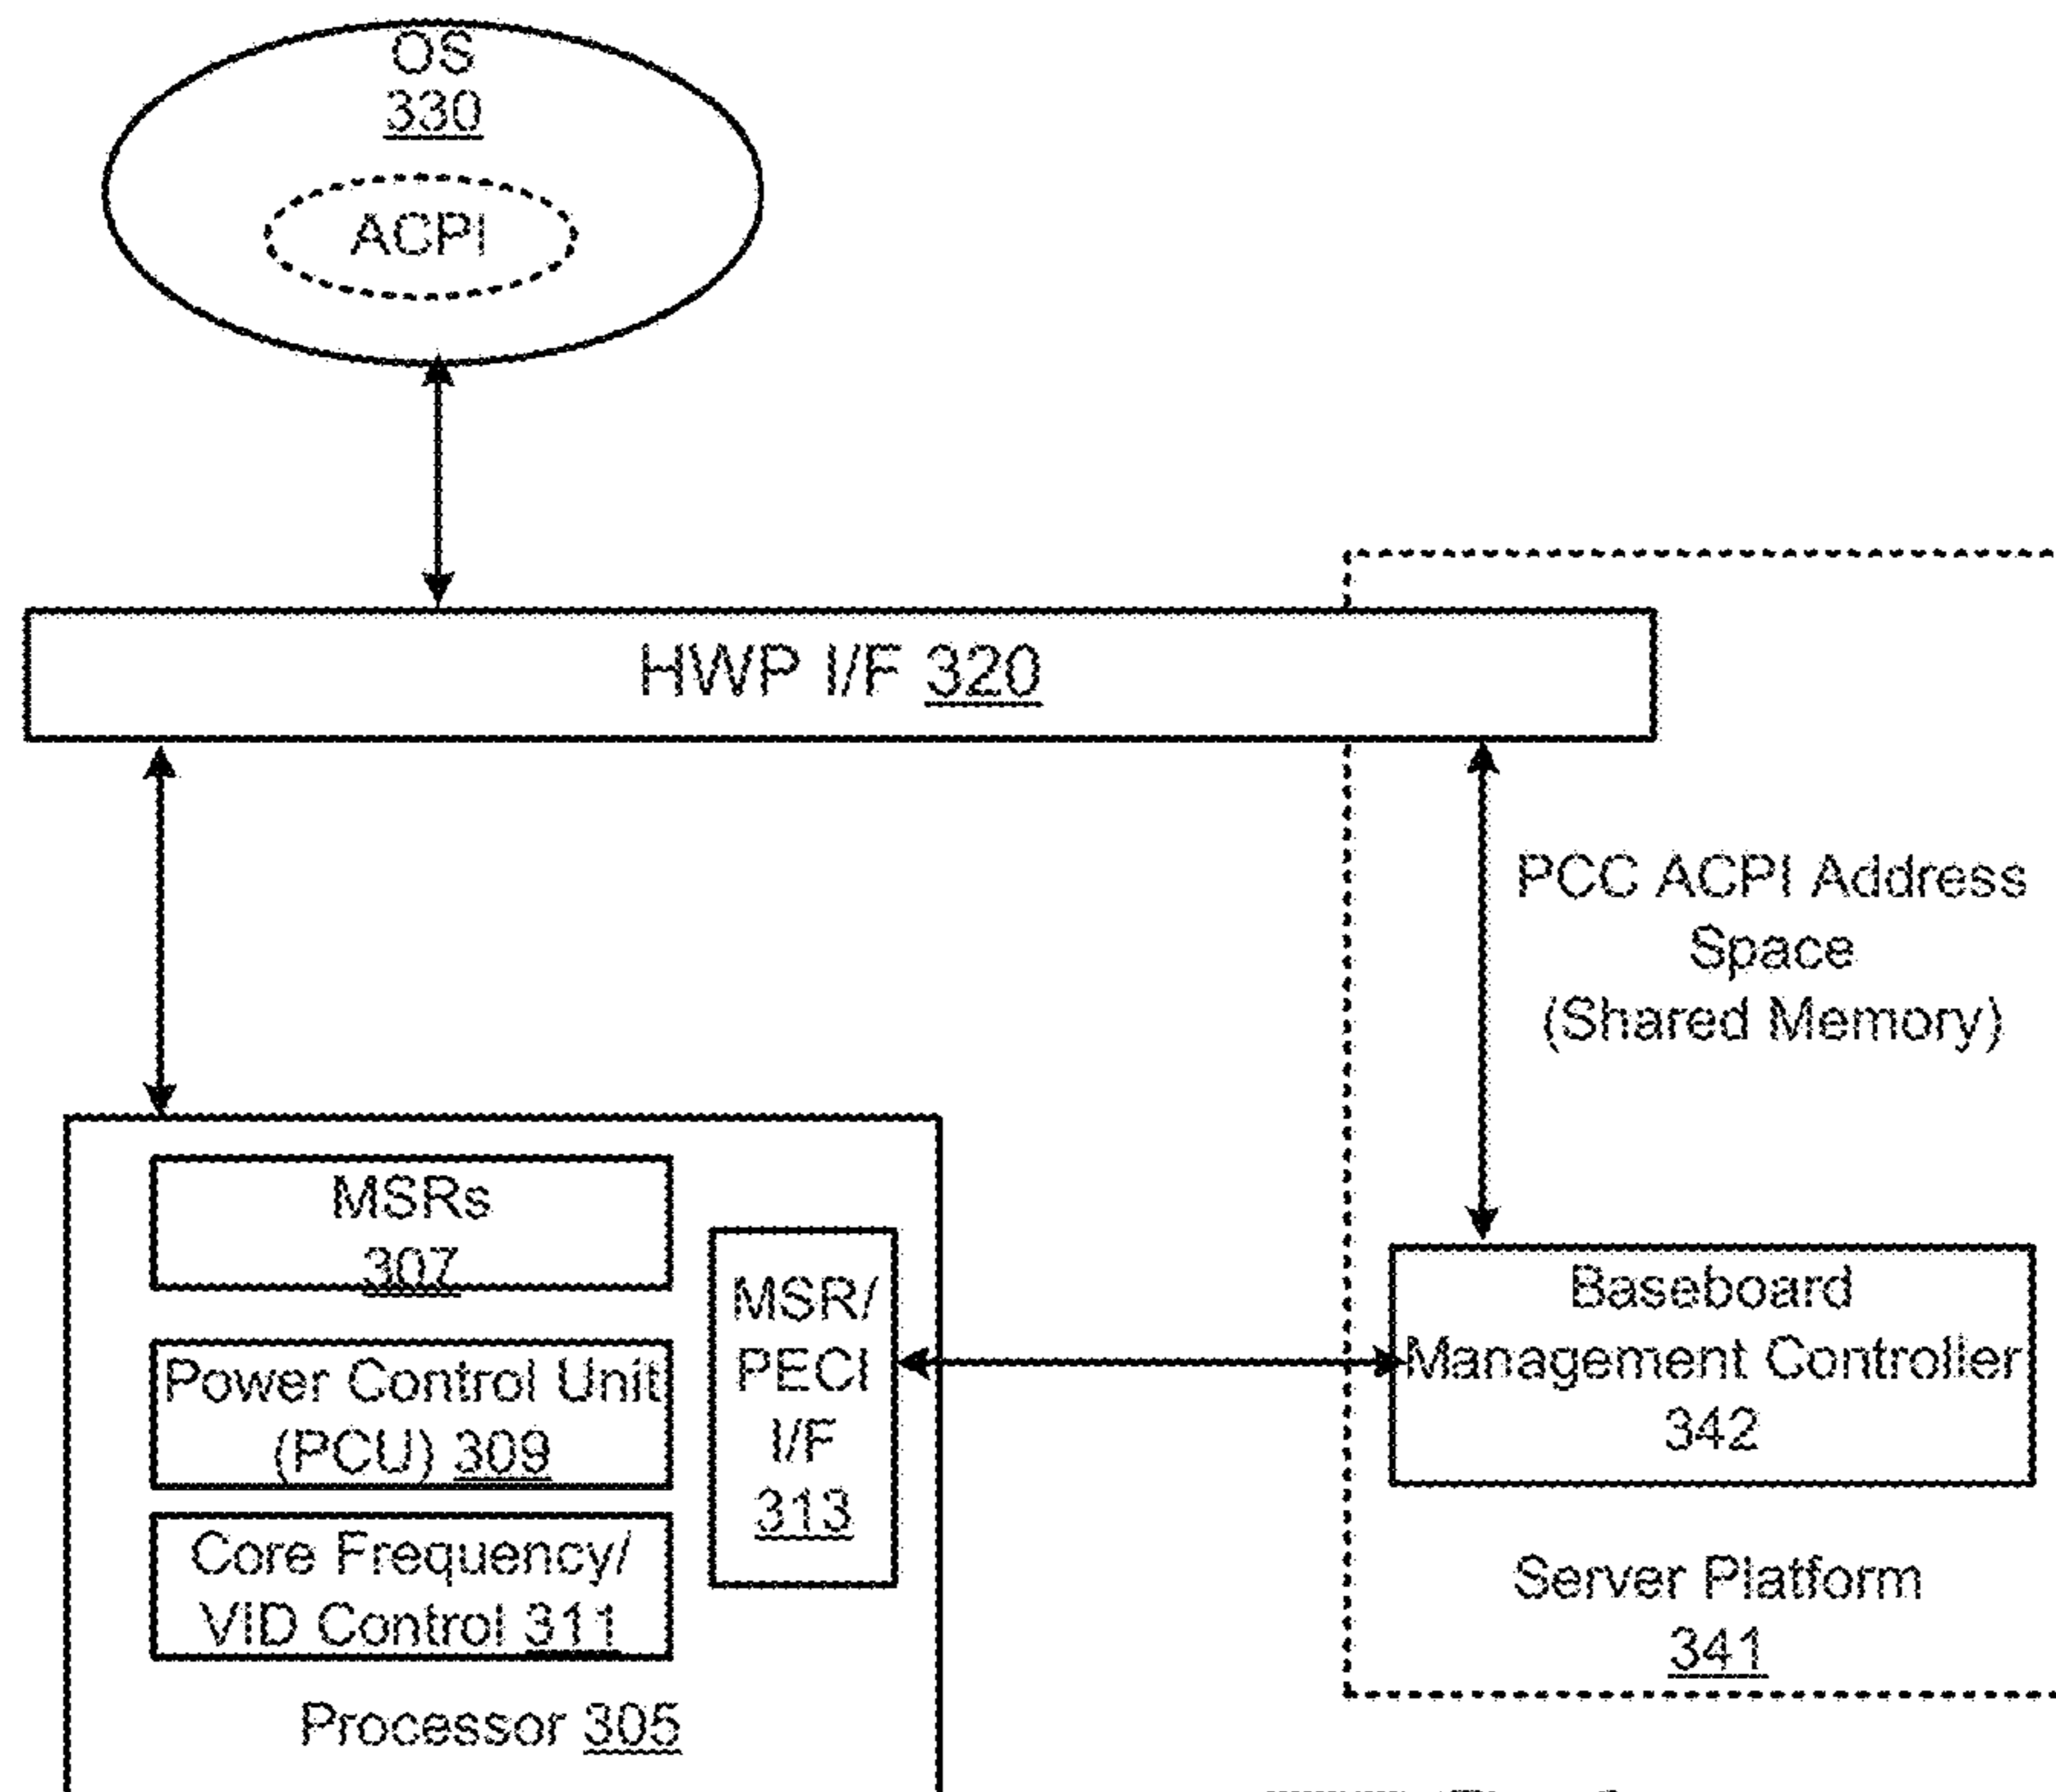 OS
330
ACPI
HWP I/F 320
PCC ACPI Address
Space
(Shared Memory)
MSRs
307
Power Control Unit
(PCU) 309
Core Frequency/
VID Control 311
MSR/
PECI
I/F
313
Processor 305
Baseboard
Management Controller
342
Server Platform
341